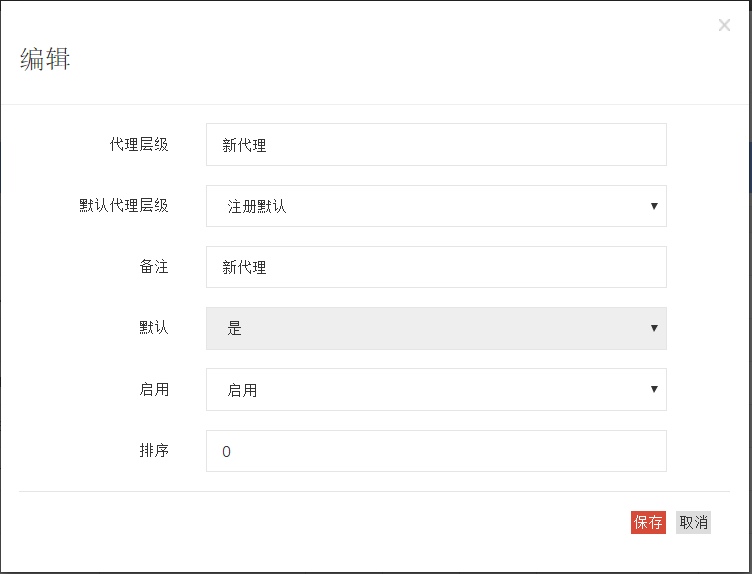 编辑
代理层级 新代理
默认代理层级 注册默认
备注 新代理
默认 是
启用 启用
排序 0
保存 取消